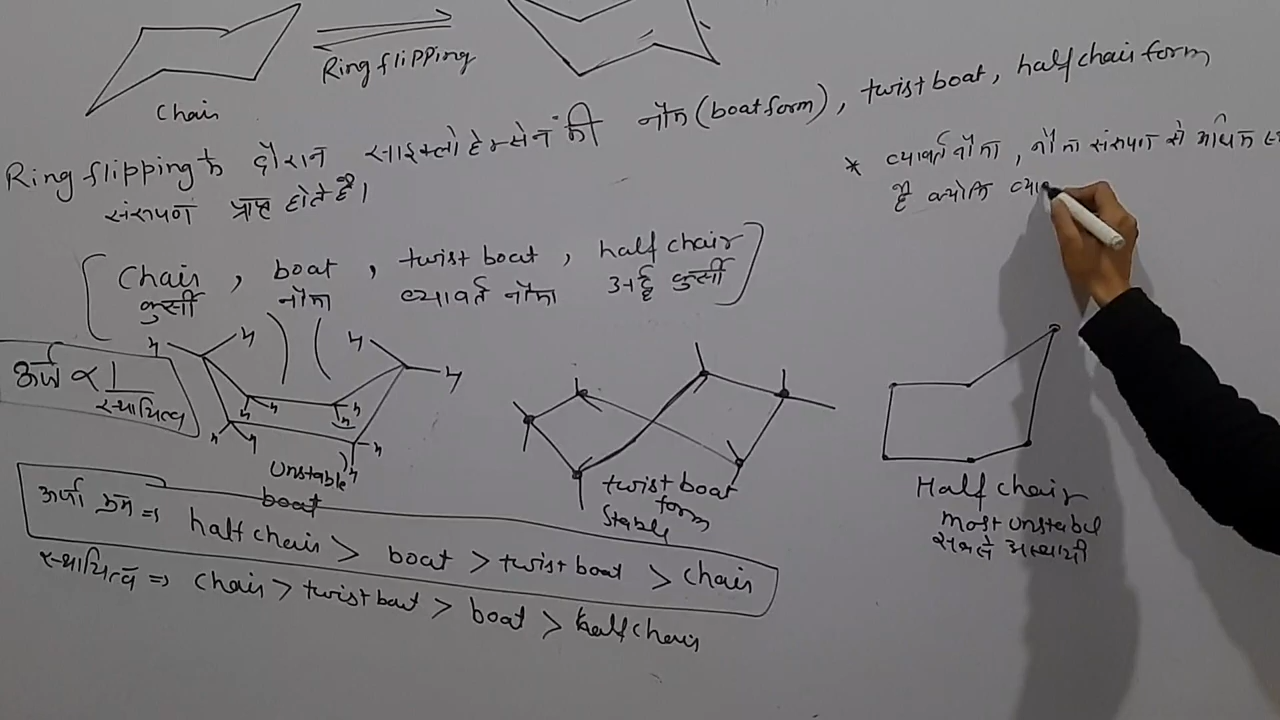 Ring flipping
Chair
Ring flipping के दौरान साइक्लो हेक्सेन की नौका (boat form), twist boat, half chair form
संरूपण प्राप्त होते है।
Chair , boat , twist boat , half chair
कुर्सी नौका व्यावर्त नौका अर्द्ध कुर्सी
* व्यावर्त नौका , नौका संरूपण से अधिक
है क्योकि व्याव
ऊर्जा ∝ 1
स्थायित्व
H H H H
H H H H
H H H H
Unstable
boat
twist boat
form
Stable
Half chair
most unstabel
सबसे अस्थायी
ऊर्जा क्रम => half chair > boat > twist boat > chair
स्थायित्व => chair > twist boat > boat > half chair